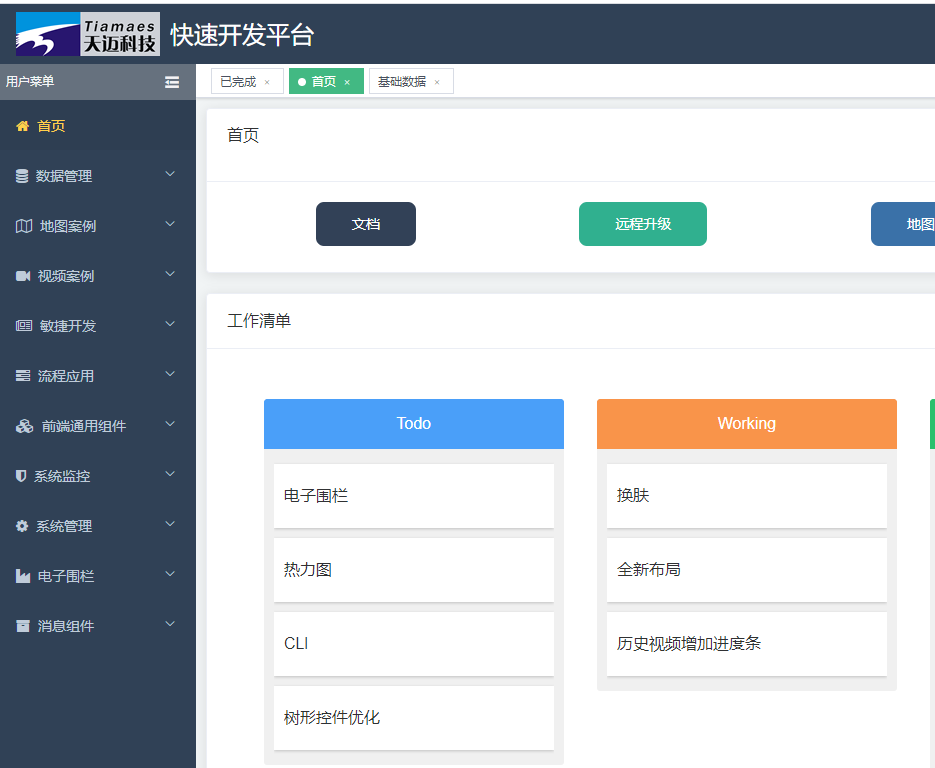 Tiamaes
天迈科技
快速开发平台
用户菜单
已完成 ×
首页 ×
基础数据 ×
首页
数据管理
地图案例
视频案例
敏捷开发
流程应用
前端通用组件
系统监控
系统管理
电子围栏
消息组件
首页
文档
远程升级
地图
工作清单
Todo
电子围栏
热力图
CLI
树形控件优化
Working
换肤
全新布局
历史视频增加进度条